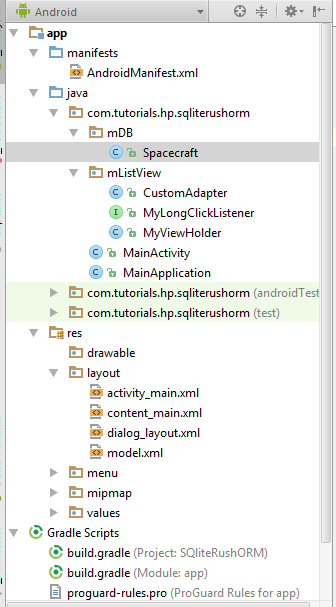 Android
app
manifests
AndroidManifest.xml
java
com.tutorials.hp.sqliterushorm
mDB
C Spacecraft
mListView
C CustomAdapter
I MyLongClickListener
C MyViewHolder
C MainActivity
C MainApplication
com.tutorials.hp.sqliterushorm (androidTest
com.tutorials.hp.sqliterushorm (test)
res
drawable
layout
activity_main.xml
content_main.xml
dialog_layout.xml
model.xml
menu
mipmap
values
Gradle Scripts
build.gradle (Project: SQliteRushORM)
build.gradle (Module: app)
proguard-rules.pro (ProGuard Rules for app)